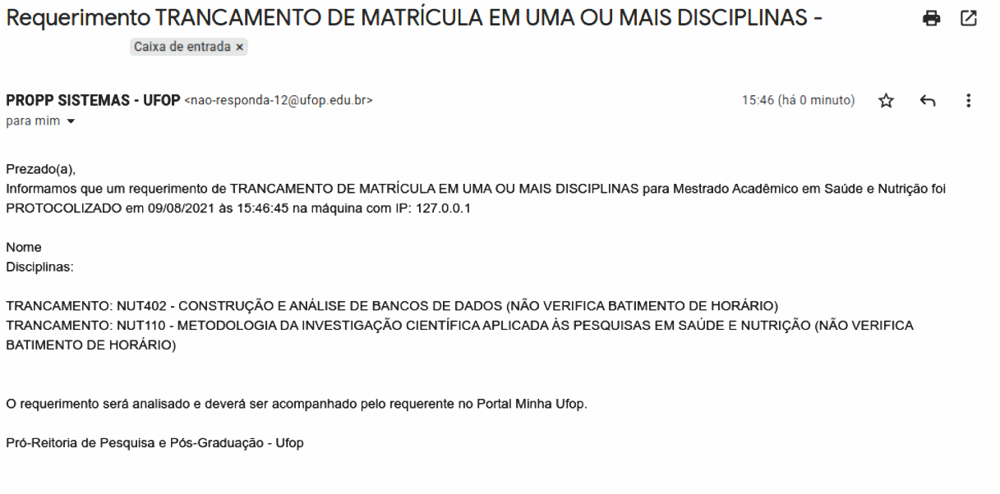 Requerimento TRANCAMENTO DE MATRÍCULA EM UMA OU MAIS DISCIPLINAS -
Caixa de entrada ×
PROPP SISTEMAS - UFOP <nao-responda-12@ufop.edu.br> 15:46 (há 0 minuto)
para mim
Prezado(a),
Informamos que um requerimento de TRANCAMENTO DE MATRÍCULA EM UMA OU MAIS DISCIPLINAS para Mestrado Acadêmico em Saúde e Nutrição foi
PROTOCOLIZADO em 09/08/2021 às 15:46:45 na máquina com IP: 127.0.0.1
Nome
Disciplinas:
TRANCAMENTO: NUT402 - CONSTRUÇÃO E ANÁLISE DE BANCOS DE DADOS (NÃO VERIFICA BATIMENTO DE HORÁRIO)
TRANCAMENTO: NUT110 - METODOLOGIA DA INVESTIGAÇÃO CIENTÍFICA APLICADA ÀS PESQUISAS EM SAÚDE E NUTRIÇÃO (NÃO VERIFICA
BATIMENTO DE HORÁRIO)
O requerimento será analisado e deverá ser acompanhado pelo requerente no Portal Minha Ufop.
Pró-Reitoria de Pesquisa e Pós-Graduação - Ufop